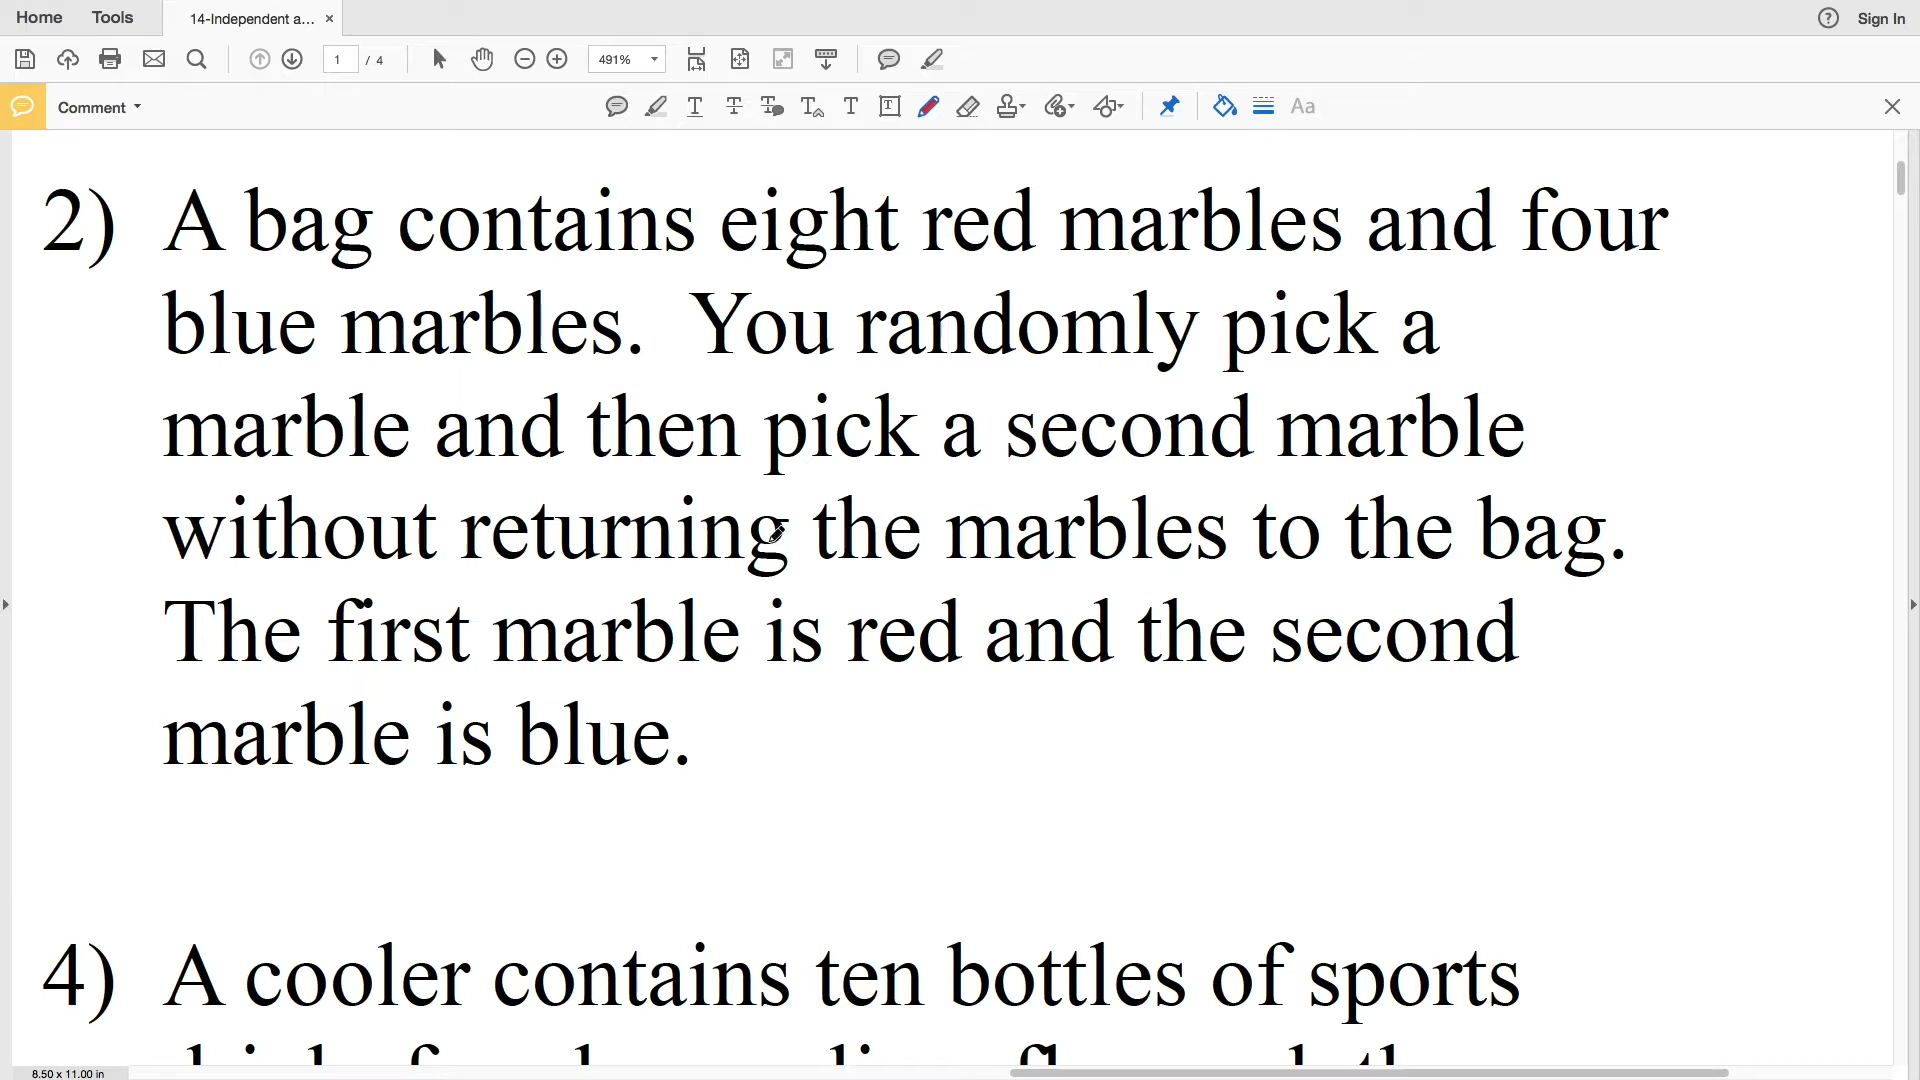 Home Tools 14-Independent a... × Sign In
1 / 4 491%
Comment Aa
2) A bag contains eight red marbles and four
blue marbles. You randomly pick a
marble and then pick a second marble
without returning the marbles to the bag.
The first marble is red and the second
marble is blue.
4) A cooler contains ten bottles of sports
8.50 x 11.00 in